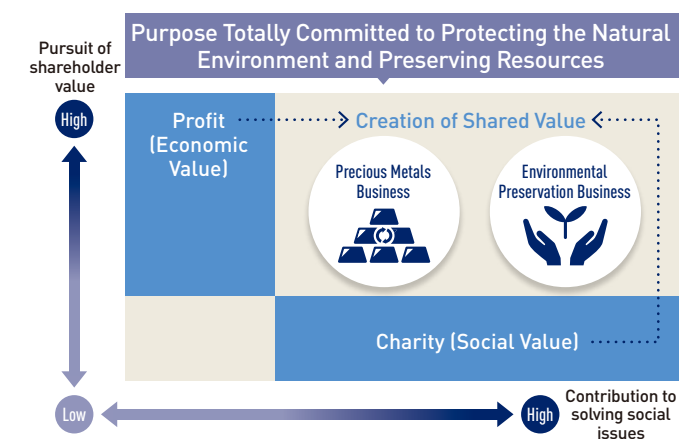 Purpose Totally Committed to Protecting the Natural
Environment and Preserving Resources
Pursuit of
shareholder
value
High
Profit
(Economic
Value)
Creation of Shared Value
Precious Metals
Business
Environmental
Preservation Business
Charity (Social Value)
Low
High
Contribution to
solving social
issues